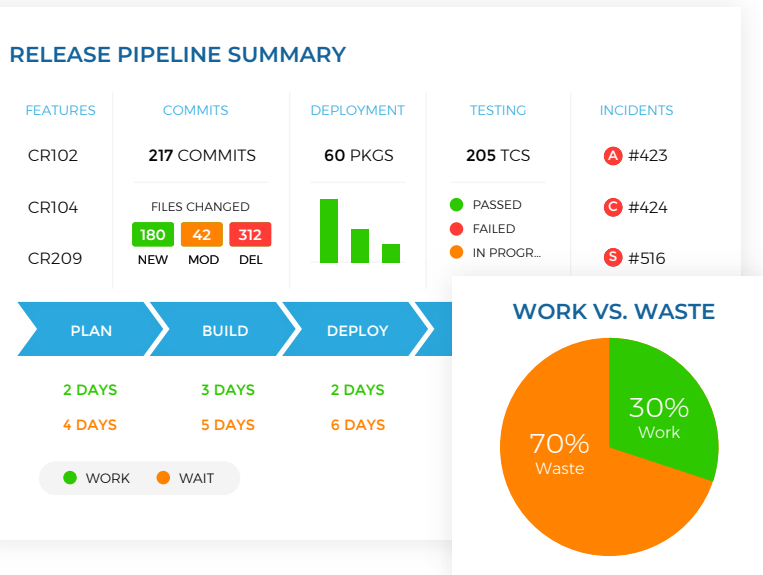 RELEASE PIPELINE SUMMARY
FEATURES COMMITS DEPLOYMENT TESTING INCIDENTS
CR102 217 COMMITS 60 PKGS 205 TCS A #423
CR104 FILES CHANGED PASSED C #424
180 42 312 FAILED
CR209 NEW MOD DEL IN PROGR... S #516
WORK VS. WASTE
PLAN BUILD DEPLOY
2 DAYS 3 DAYS 2 DAYS
4 DAYS 5 DAYS 6 DAYS
30%
Work
70%
Waste
WORK WAIT